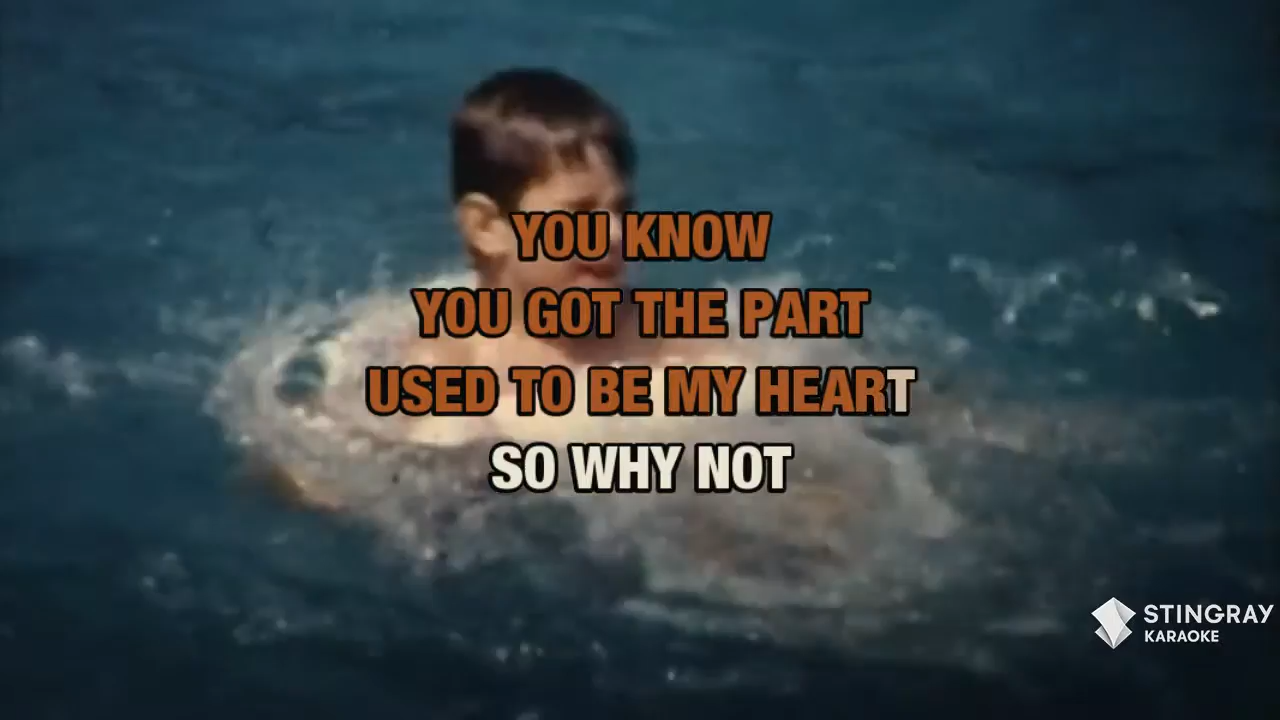 YOU KNOW
YOU GOT THE PART
USED TO BE MY HEART
SO WHY NOT
STINGRAY
KARAOKE